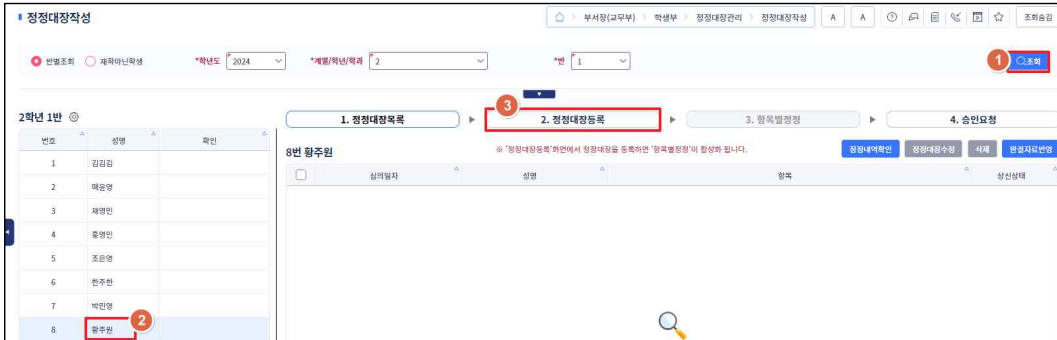 정정대장작성
부서장(교무부) 학생부 정정대장관리 정정대장작성 A A 조회숨김
반별조회 재학아닌학생 *학년도 2024 *계열/학년/학과 2 *반 1 1 조회
2학년 1반
3
1. 정정대장목록 2. 정정대장등록 3. 항목별정정 4. 승인요청
8번 황주원 ※ '정정대장등록'화면에서 정정대장을 등록하면 '항목별정정'이 활성화 됩니다. 정정내역확인 정정대장수정 삭제 완결자료반영
번호 성명 확인
심의일자 성명 항목 상신상태
1 김김김
2 매윤영
3 재영민
4 홍영민
5 조은영
6 한주한
7 박민영
8 황주원 2